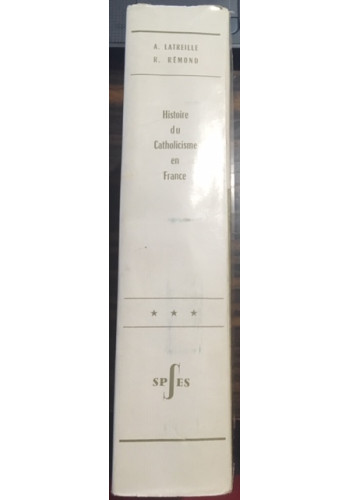 A. LATREILLE
R. RÉMOND
Histoire
du
Catholicisme
en
France
★ ★ ★
SPES